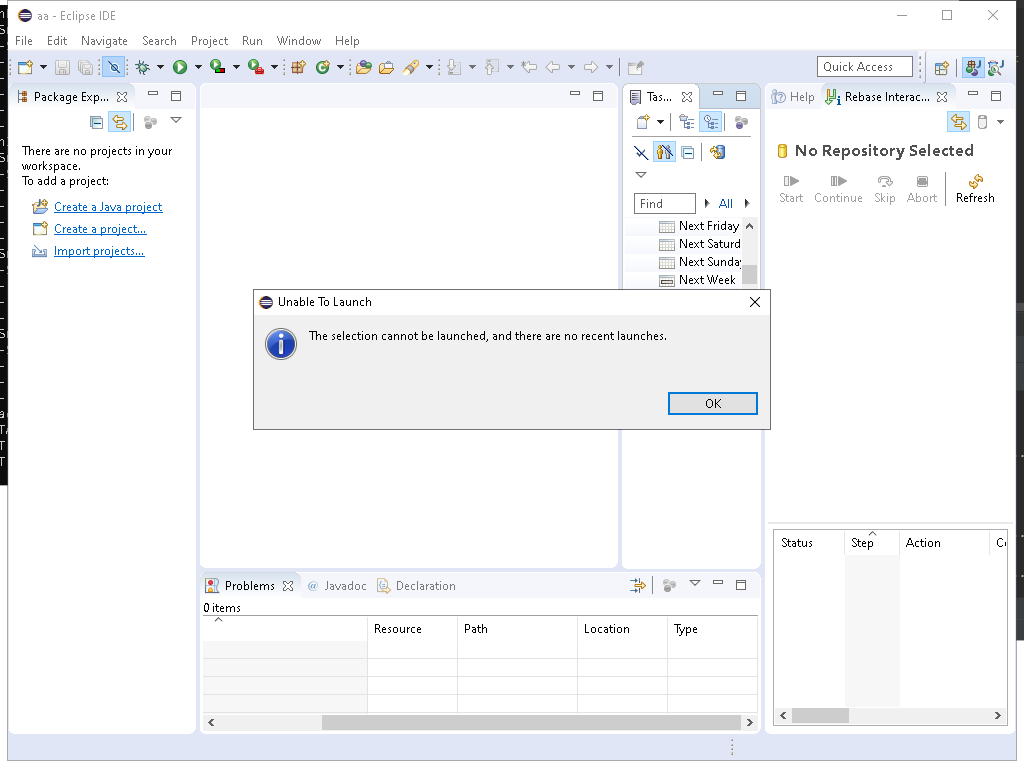 aa - Eclipse IDE
File Edit Navigate Search Project Run Window Help
Quick Access
Package Exp...
There are no projects in your
workspace.
To add a project:
Create a Java project
Create a project...
Import projects...
Tas...
Find
All
Next Friday
Next Saturd
Next Sunday
Next Week
Help
Rebase Interac...
No Repository Selected
Start Continue Skip Abort Refresh
Unable To Launch
The selection cannot be launched, and there are no recent launches.
OK
Problems
@ Javadoc
Declaration
0 items
Resource Path Location Type
Status Step Action